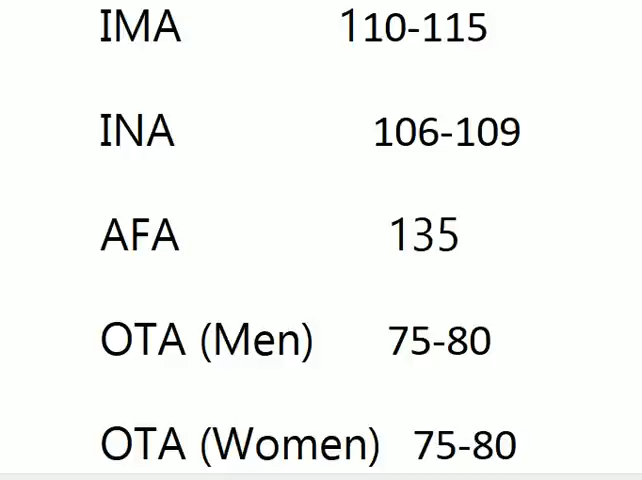 IMA 110-115
INA 106-109
AFA 135
OTA (Men) 75-80
OTA (Women) 75-80